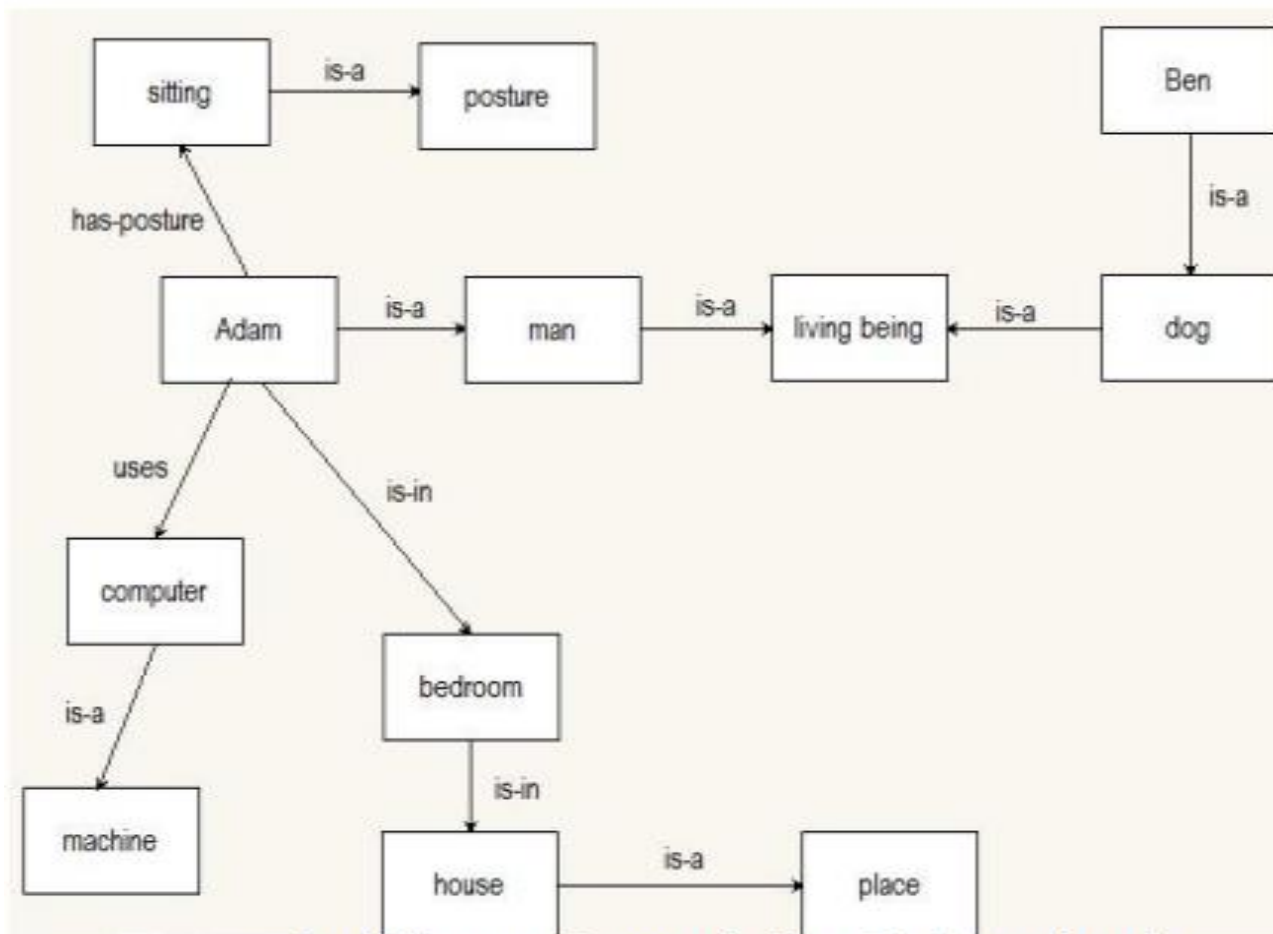 sitting
is-a
posture
Ben
has-posture
is-a
Adam
is-a
man
is-a
living being
is-a
dog
uses
is-in
computer
bedroom
is-a
is-in
machine
house
is-a
place